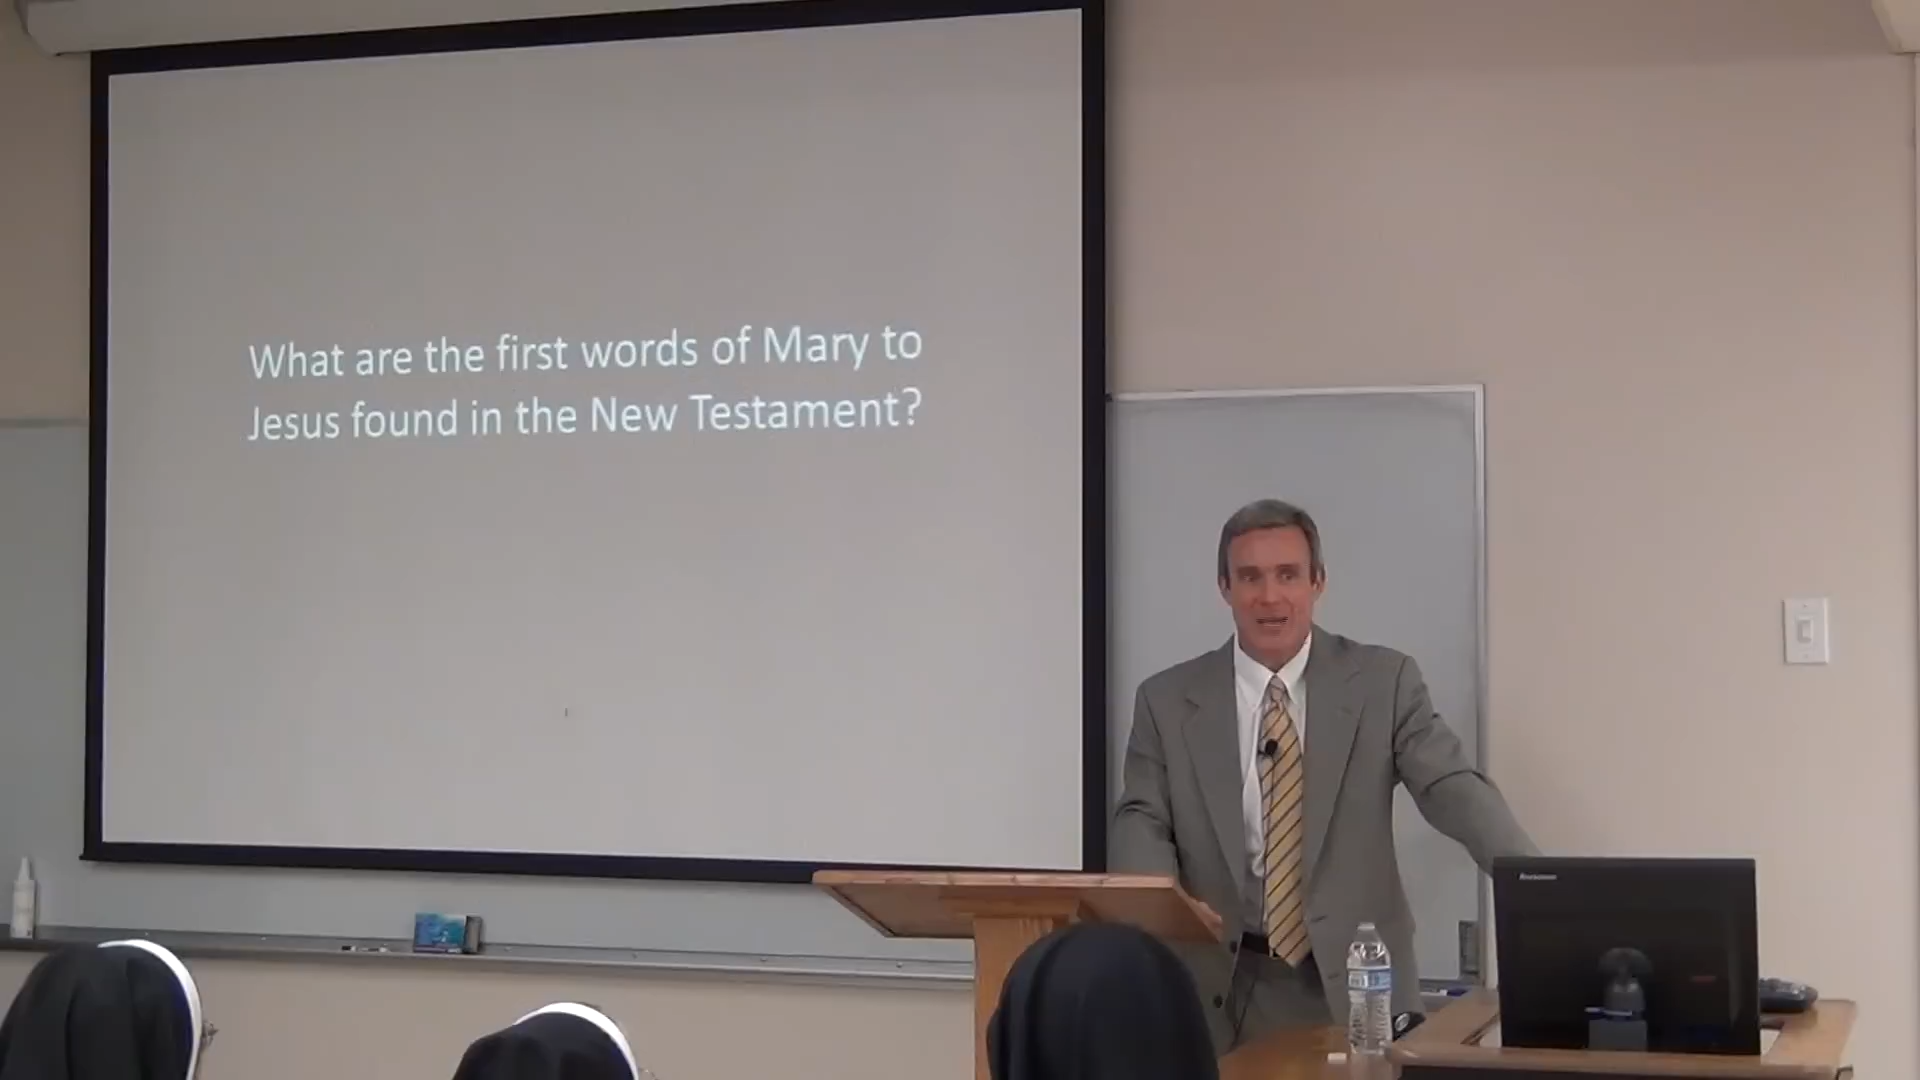 What are the first words of Mary to
Jesus found in the New Testament?